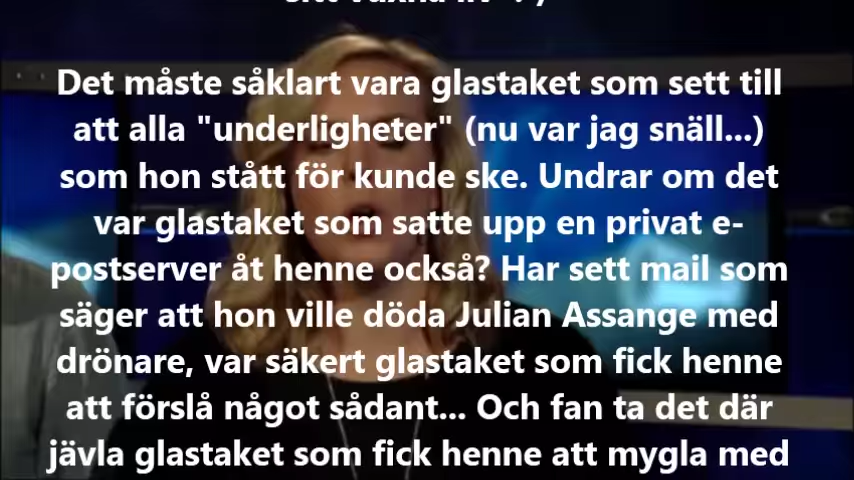 Det måste såklart vara glastaket som sett till
att alla "underligheter" (nu var jag snäll...)
som hon stått för kunde ske. Undrar om det
var glastaket som satte upp en privat e-
postserver åt henne också? Har sett mail som
säger att hon ville döda Julian Assange med
drönare, var säkert glastaket som fick henne
att förslå något sådant... Och fan ta det där
jävla glastaket som fick henne att mygla med